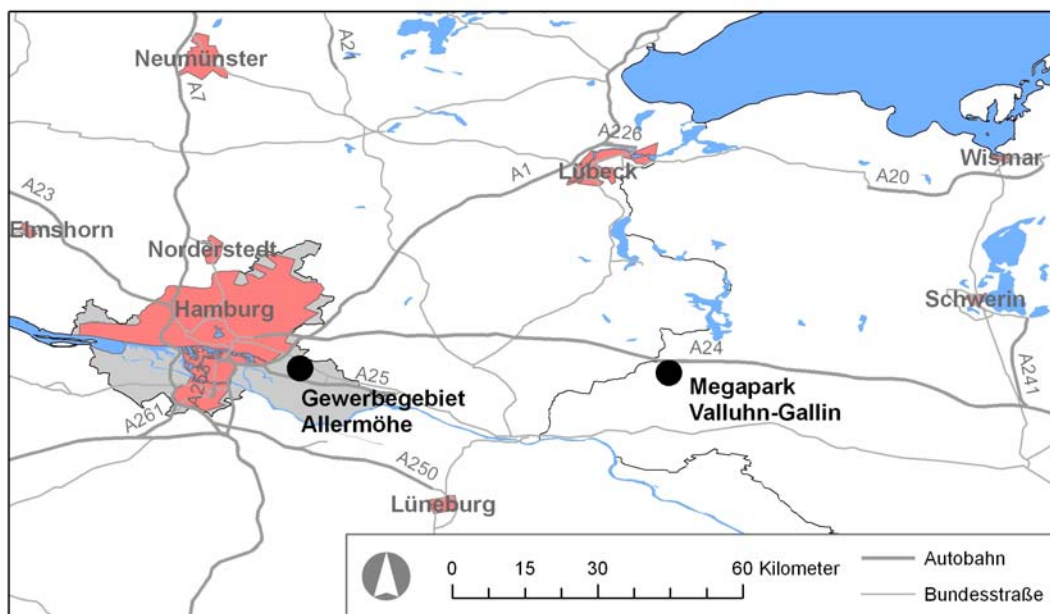 Neumünster
A21
A7
A226
Lübeck
A1
Wismar
A20
A23
Elmshorn
Norderstedt
Hamburg
Schwerin
A24
A241
A25
A253
Gewerbegebiet
Allermöhe
Megapark
Valluhn-Gallin
A261
A250
Lüneburg
0 15 30 60 Kilometer
Autobahn
Bundesstraße